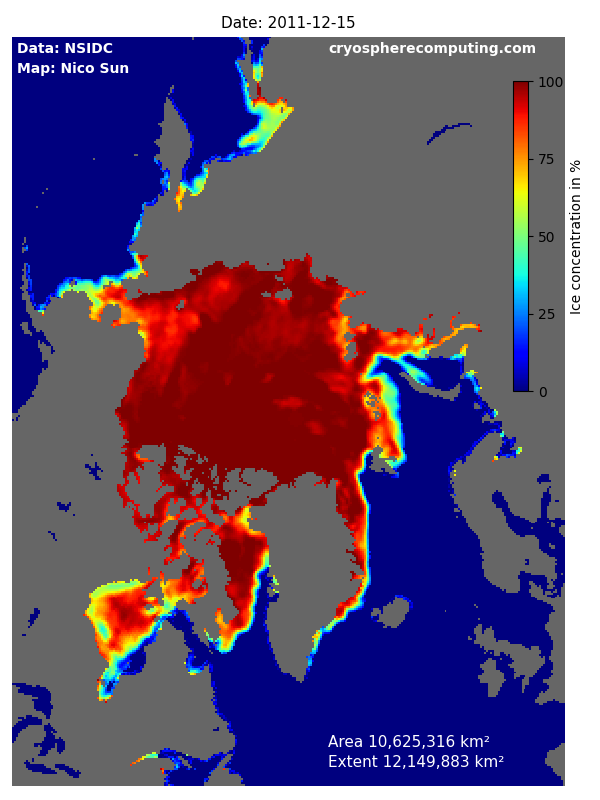 Date: 2011-12-15
Data: NSIDC
Map: Nico Sun
cryospherecomputing.com
100
75
50
25
0
Ice concentration in %
Area 10,625,316 km²
Extent 12,149,883 km²